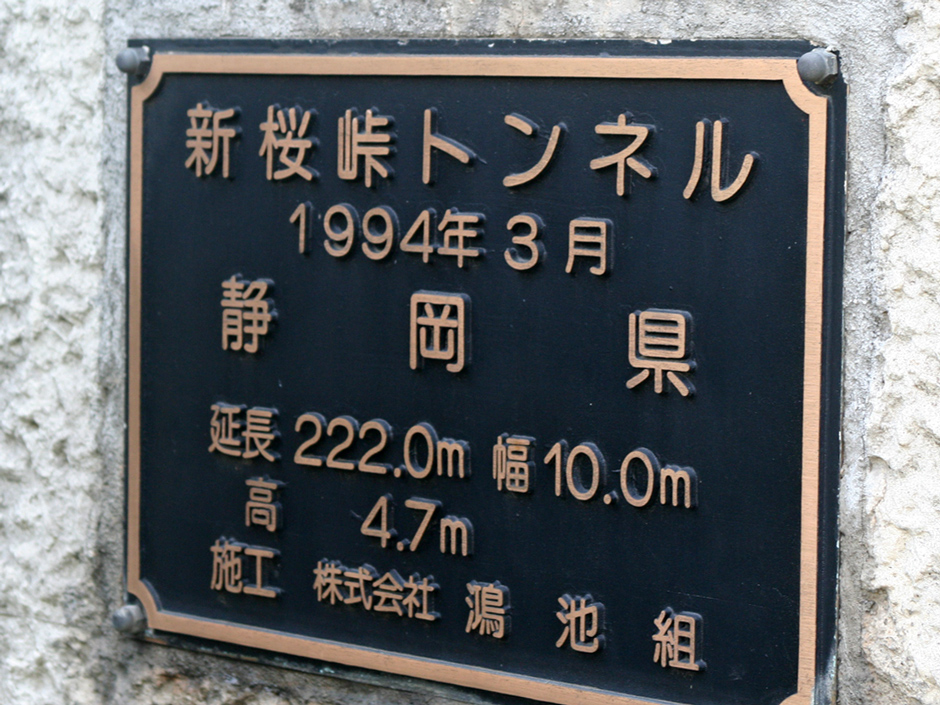 新桜峠トンネル
1994年3月
静岡県
延長 222.0m 幅 10.0m
高 4.7m
施工 株式会社 鴻池組